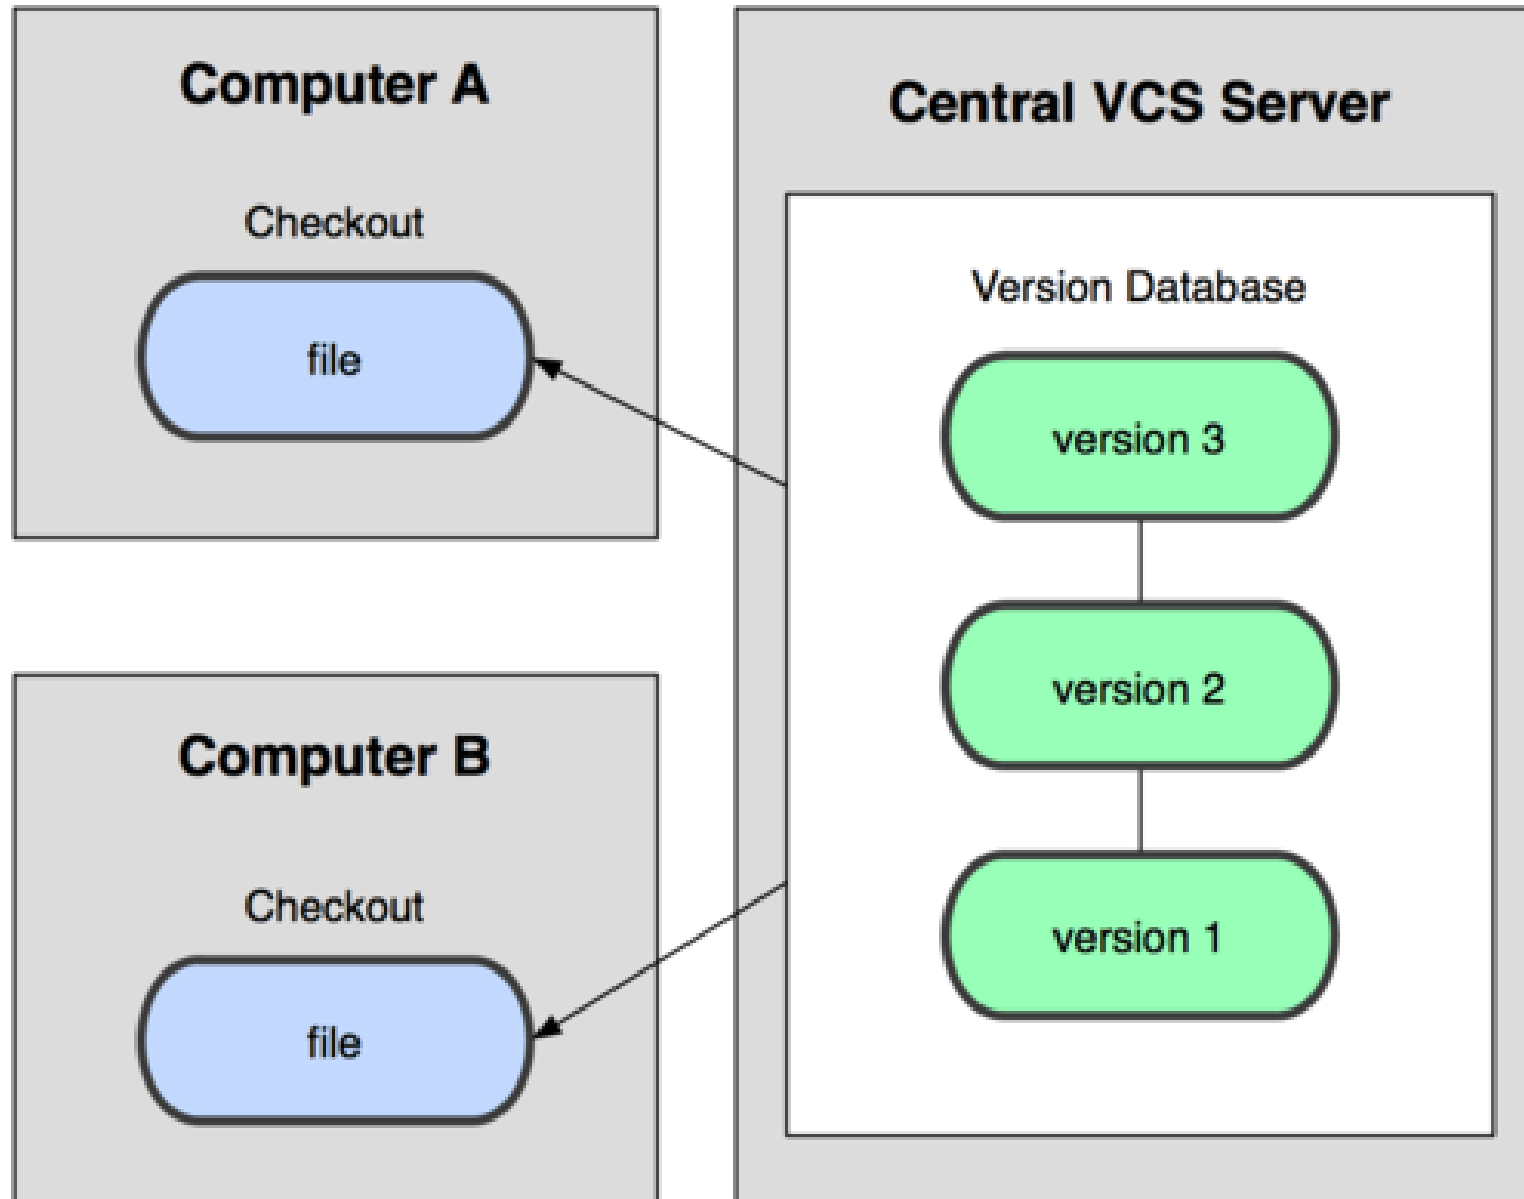 Computer A
Checkout
file
Computer B
Checkout
file
Central VCS Server
Version Database
version 3
version 2
version 1